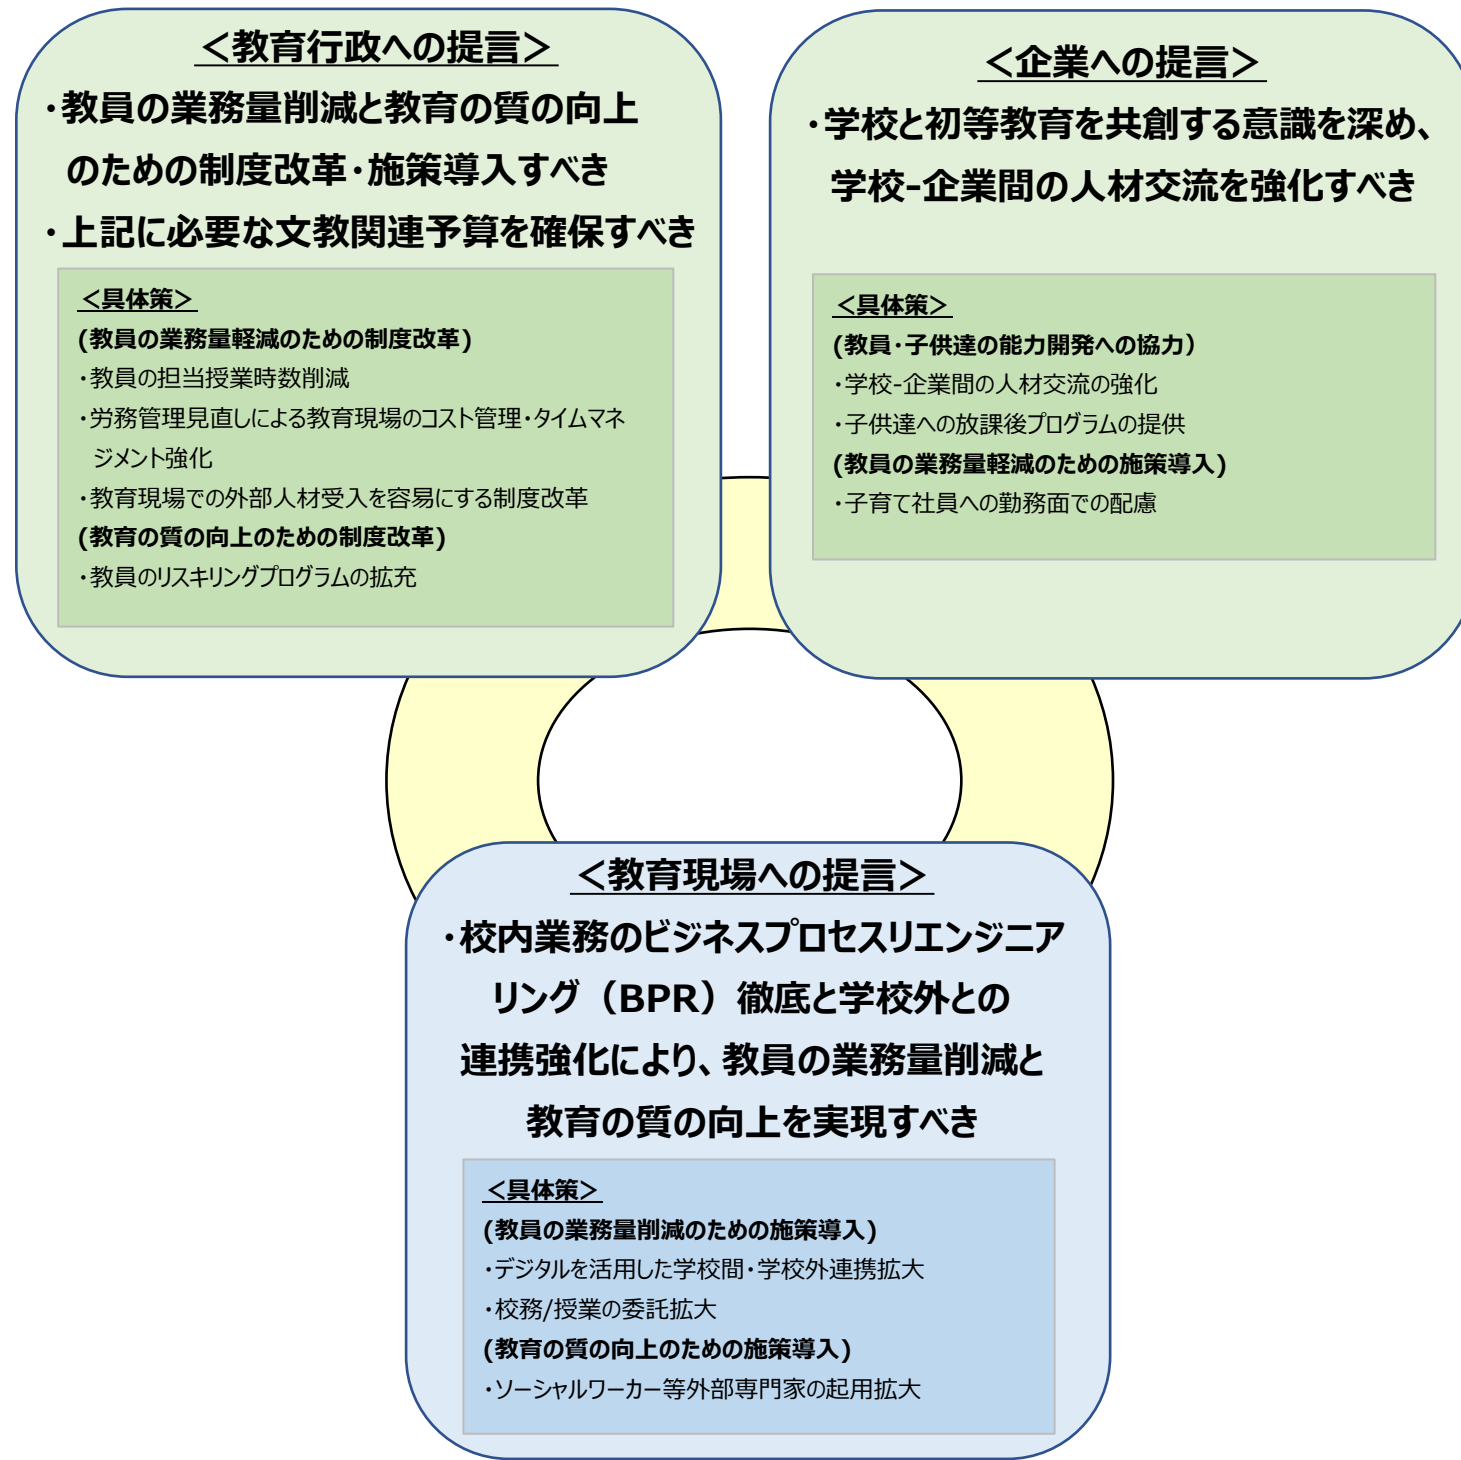 ＜教育行政への提言＞
・教員の業務量削減と教育の質の向上
のための制度改革・施策導入すべき
・上記に必要な文教関連予算を確保すべき
＜具体策＞
(教員の業務量軽減のための制度改革)
・教員の担当授業時数削減
・労務管理見直しによる教育現場のコスト管理・タイムマネ
ジメント強化
・教育現場での外部人材受入を容易にする制度改革
(教育の質の向上のための制度改革)
・教員のリスキリングプログラムの拡充
＜企業への提言＞
・学校と初等教育を共創する意識を深め、
学校-企業間の人材交流を強化すべき
＜具体策＞
(教員・子供達の能力開発への協力）
・学校-企業間の人材交流の強化
・子供達への放課後プログラムの提供
(教員の業務量軽減のための施策導入)
・子育て社員への勤務面での配慮
＜教育現場への提言＞
・校内業務のビジネスプロセスリエンジニア
リング（BPR）徹底と学校外との
連携強化により、教員の業務量削減と
教育の質の向上を実現すべき
＜具体策＞
(教員の業務量削減のための施策導入)
・デジタルを活用した学校間・学校外連携拡大
・校務/授業の委託拡大
(教育の質の向上のための施策導入)
・ソーシャルワーカー等外部専門家の起用拡大